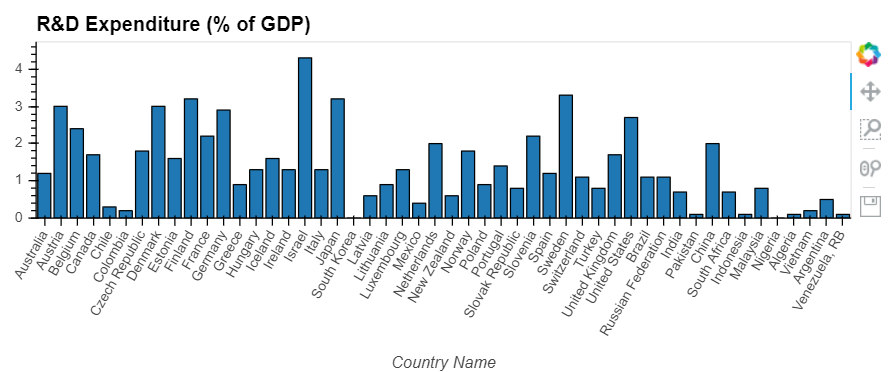 R&D Expenditure (% of GDP)
4
3
2
1
0
Australia
Austria
Belgium
Canada
Chile
Colombia
Czech Republic
Denmark
Estonia
Finland
France
Germany
Greece
Hungary
Iceland
Ireland
Israel
Italy
Japan
South Korea
Latvia
Lithuania
Luxembourg
Mexico
Netherlands
New Zealand
Norway
Poland
Portugal
Slovak Republic
Slovenia
Spain
Sweden
Switzerland
Turkey
United Kingdom
United States
Brazil
Russian Federation
India
Pakistan
China
South Africa
Indonesia
Malaysia
Nigeria
Algeria
Vietnam
Argentina
Venezuela, RB
Country Name